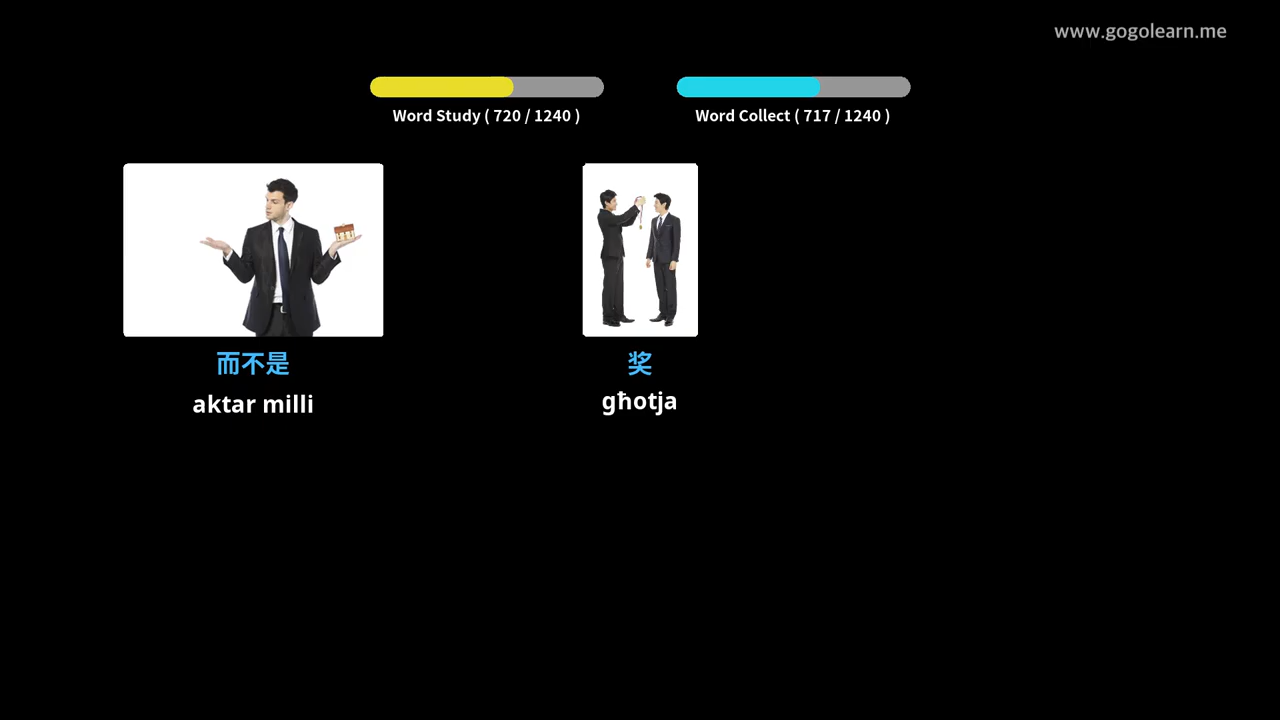 www.gogolearn.me
Word Study ( 720 / 1240 )
Word Collect ( 717 / 1240 )
而不是
aktar milli
奖
għotja